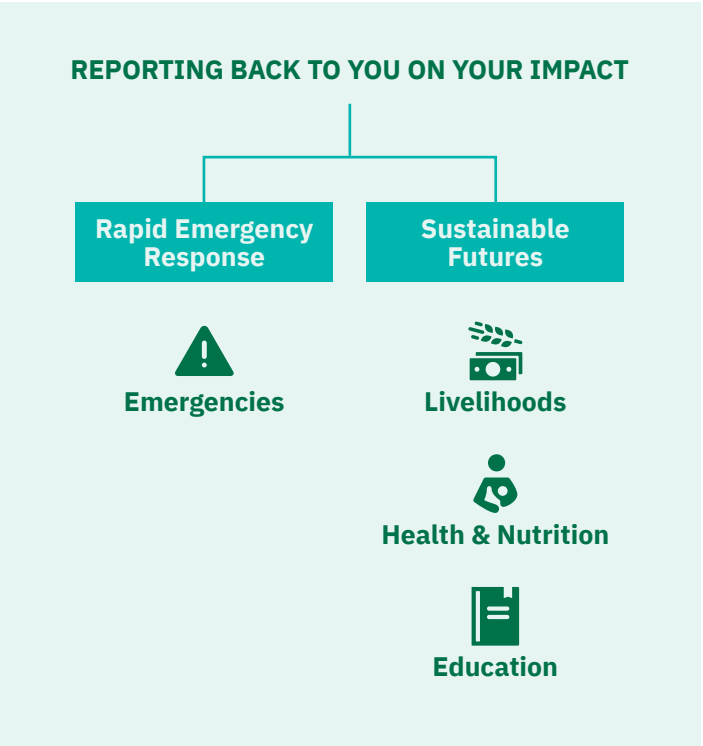 REPORTING BACK TO YOU ON YOUR IMPACT
Rapid Emergency
Response
Emergencies
Sustainable
Futures
Livelihoods
Health & Nutrition
Education